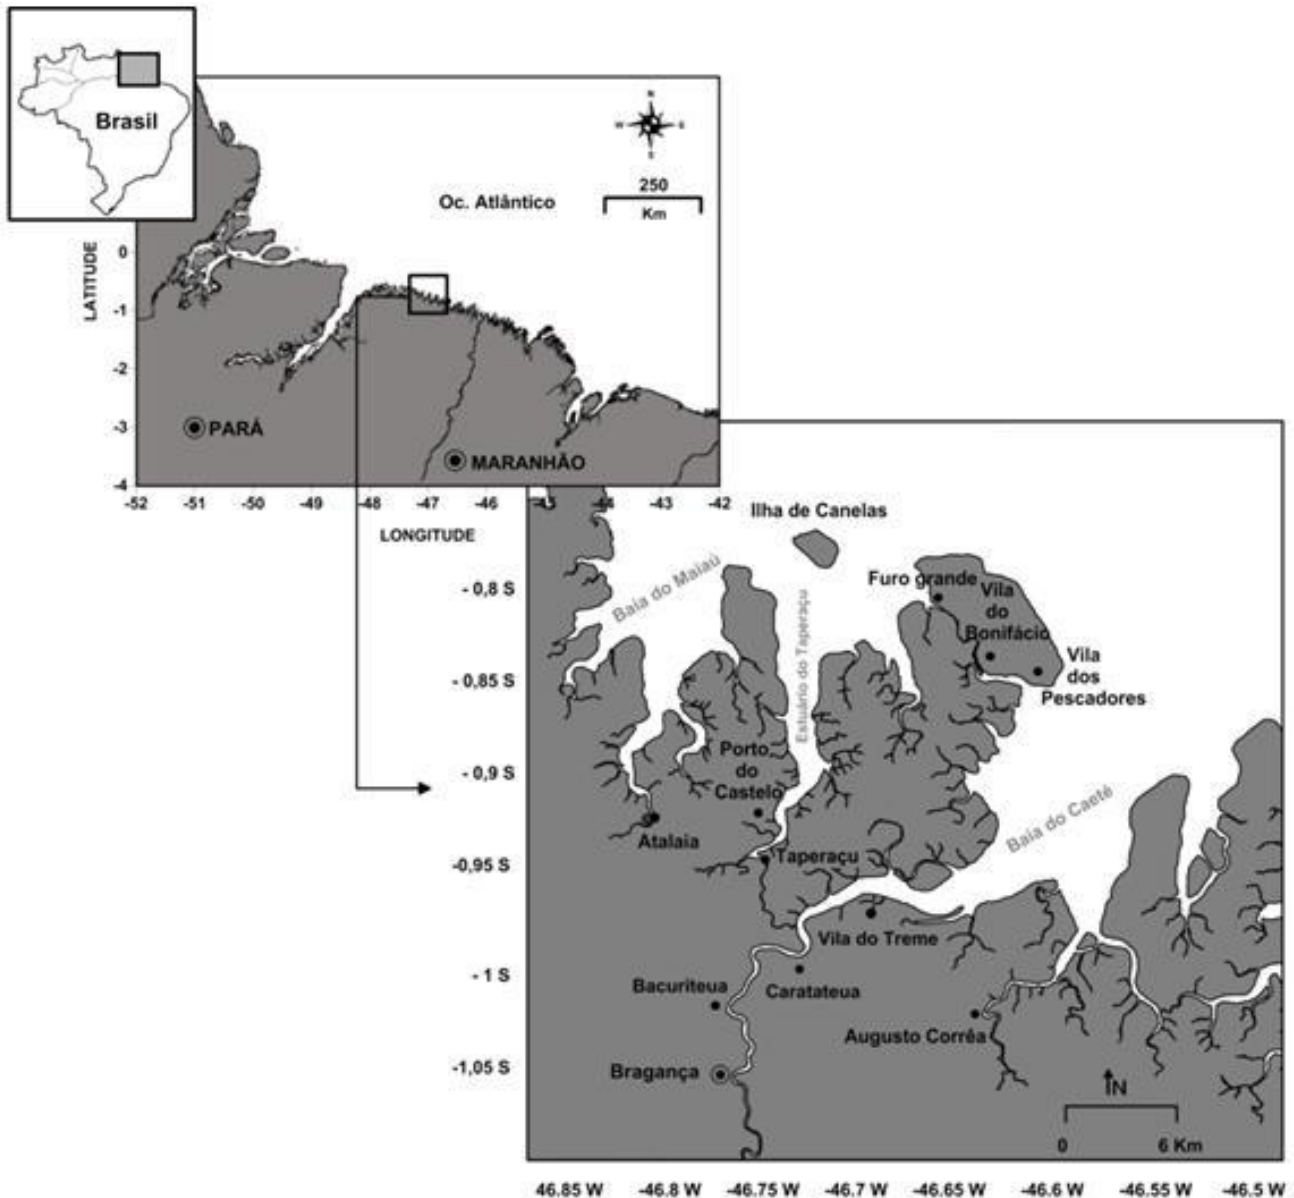 Brasil
N
W
E
S
250
Km
Oc. Atlântico
LATITUDE
0
-1
-2
-3
-4
PARÁ
MARANHÃO
-52
-51
-50
-49
-48
-47
-46
-45
-44
-43
-42
LONGITUDE
Ilha de Canelas
Baia do Maiaú
Estuário do Taperaçu
Furo grande
Vila
do
Bonifácio
Vila
dos
Pescadores
- 0,8 S
- 0,85 S
- 0,9 S
-0,95 S
- 1 S
-1,05 S
Porto
do
Castelo
Atalaia
Taperaçu
Baia do Caeté
Vila do Treme
Bacuriteua
Caratateua
Augusto Corrêa
Bragança
N
0
6 Km
46.85 W
-46.8 W
-46.75 W
-46.7 W
-46.65 W
-46.6 W
-46.55 W
-46.5 W